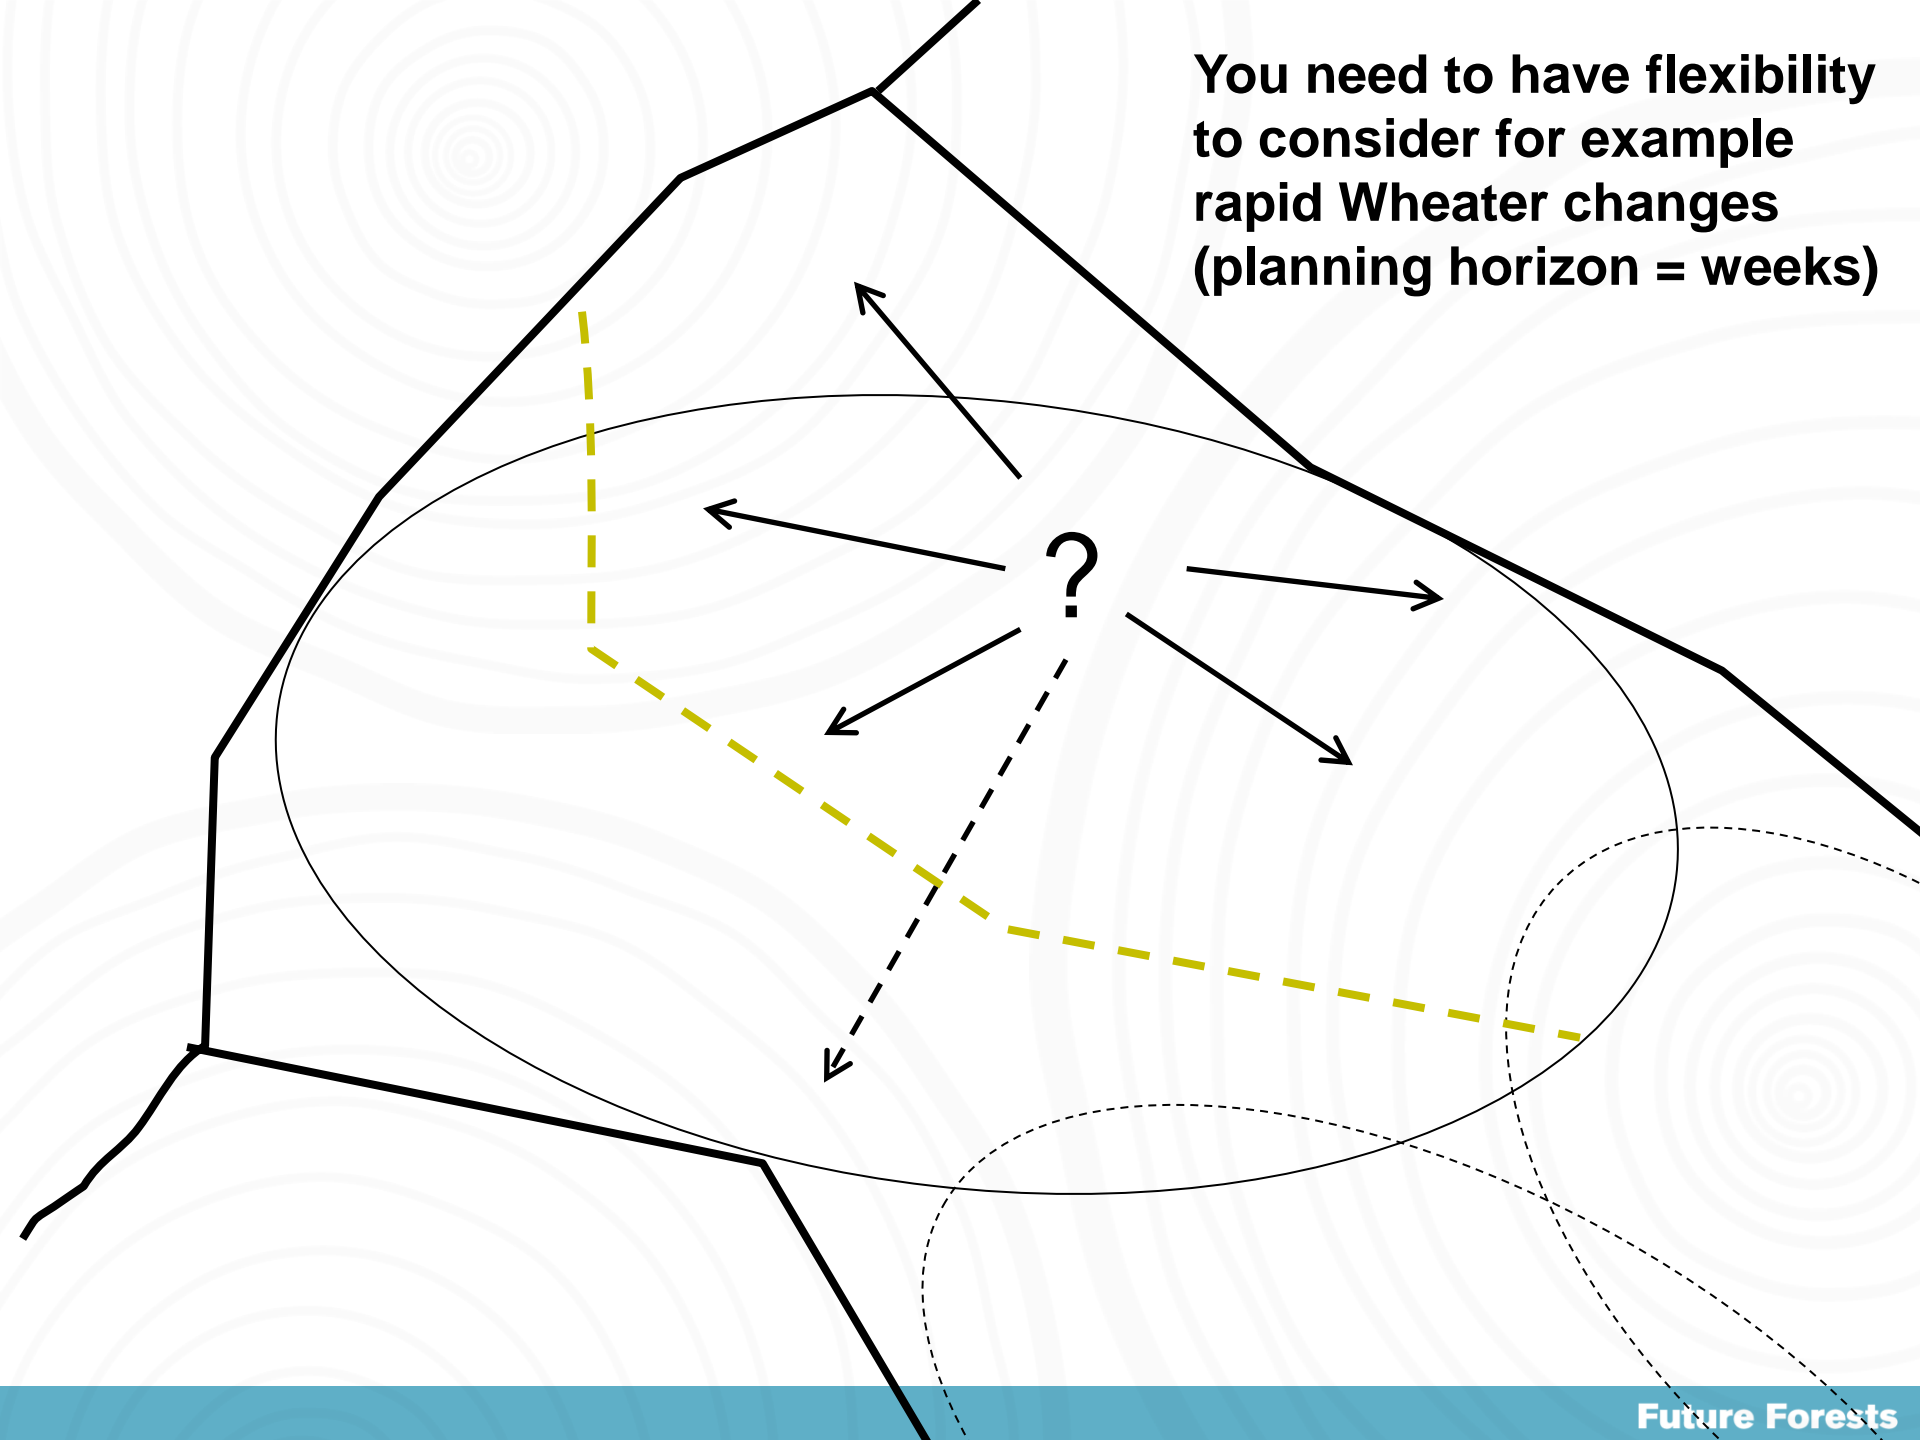 You need to have flexibility
to consider for example
rapid Wheater changes
(planning horizon = weeks)
?
Future Forests